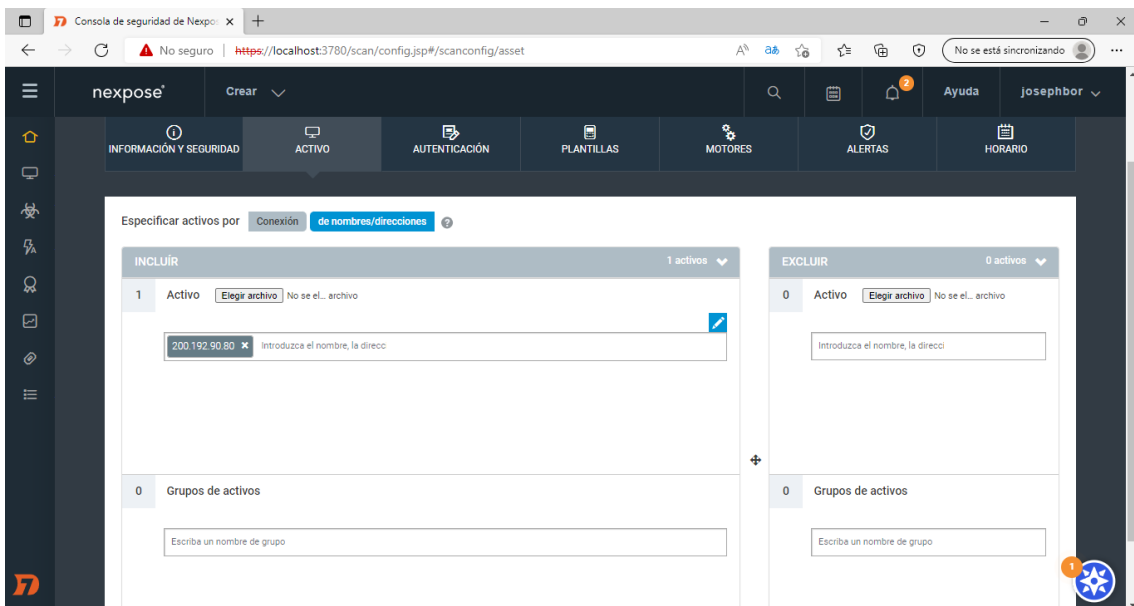 Consola de seguridad de Nexpos
No seguro | https://localhost:3780/scan/config.jsp#/scanconfig/asset No se está sincronizando
nexpose Crear 2 Ayuda josephbor
INFORMACIÓN Y SEGURIDAD ACTIVO AUTENTICACIÓN PLANTILLAS MOTORES ALERTAS HORARIO
Especificar activos por Conexión de nombres/direcciones ?
INCLUÍR 1 activos EXCLUIR 0 activos
1 Activo Elegir archivo No se el... archivo 0 Activo Elegir archivo No se el... archivo
200.192.90.80 × Introduzca el nombre, la direcc Introduzca el nombre, la direcci
0 Grupos de activos 0 Grupos de activos
Escriba un nombre de grupo Escriba un nombre de grupo
1